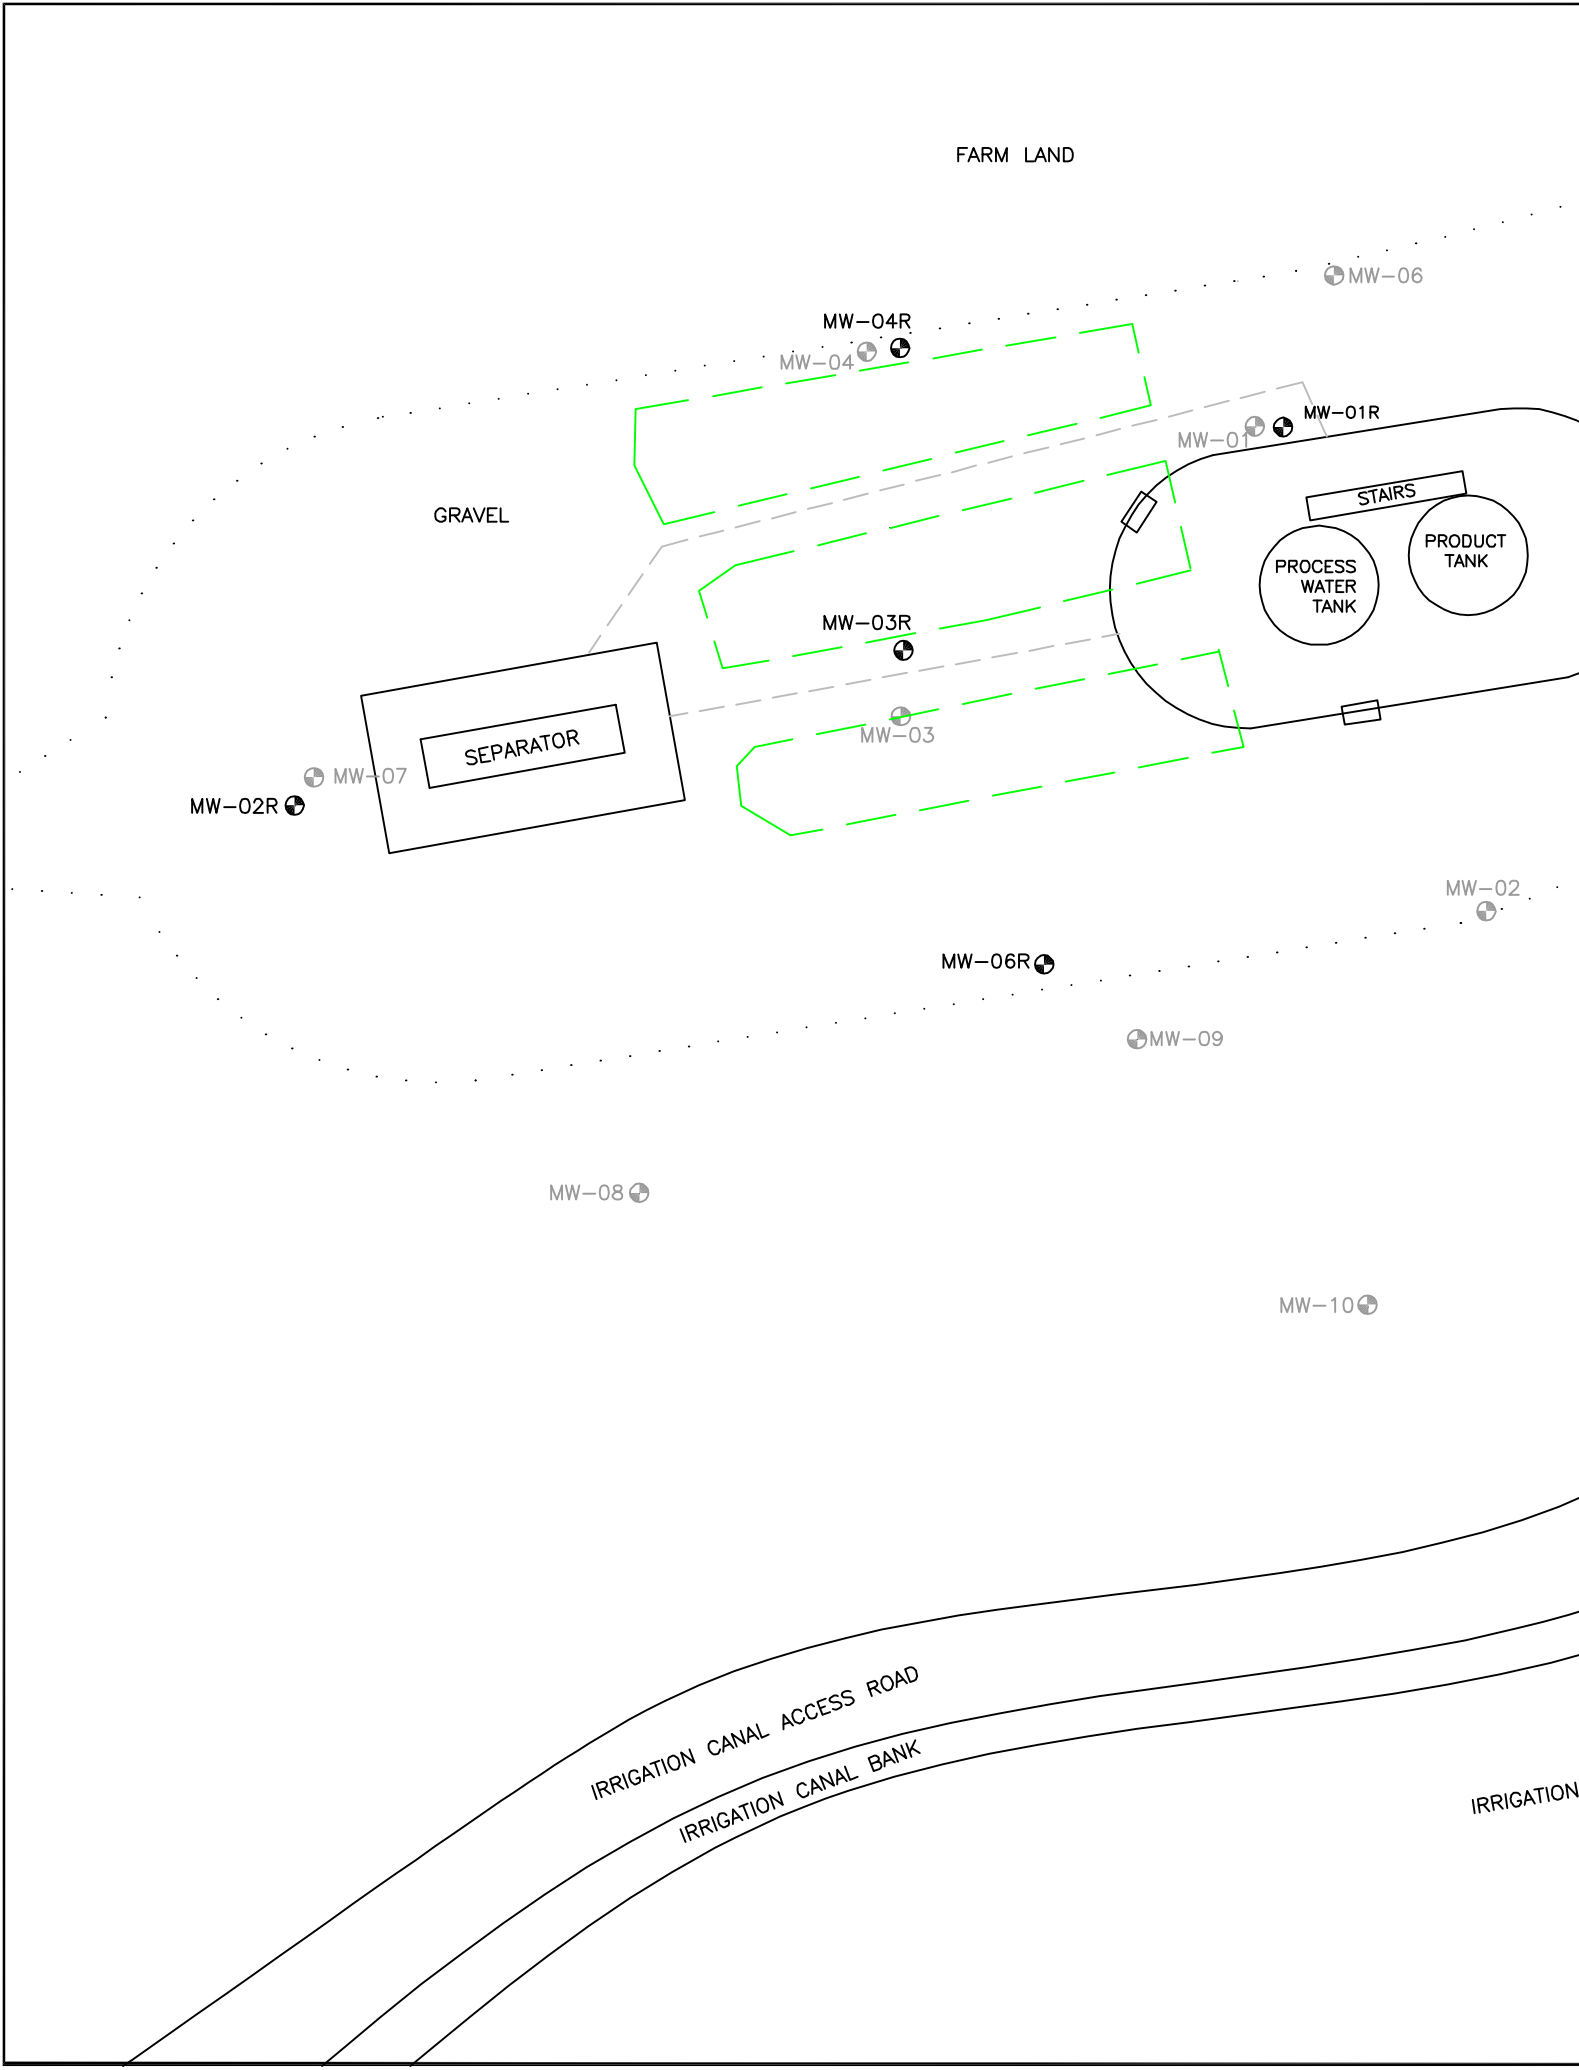 FARM LAND
MW-06
MW-04R
MW-04
MW-01R
MW-01
STAIRS
GRAVEL
PRODUCT
TANK
PROCESS
WATER
TANK
MW-03R
MW-03
SEPARATOR
MW-07
MW-02R
MW-02
MW-06R
MW-09
MW-08
MW-10
IRRIGATION CANAL ACCESS ROAD
IRRIGATION CANAL BANK
IRRIGATION